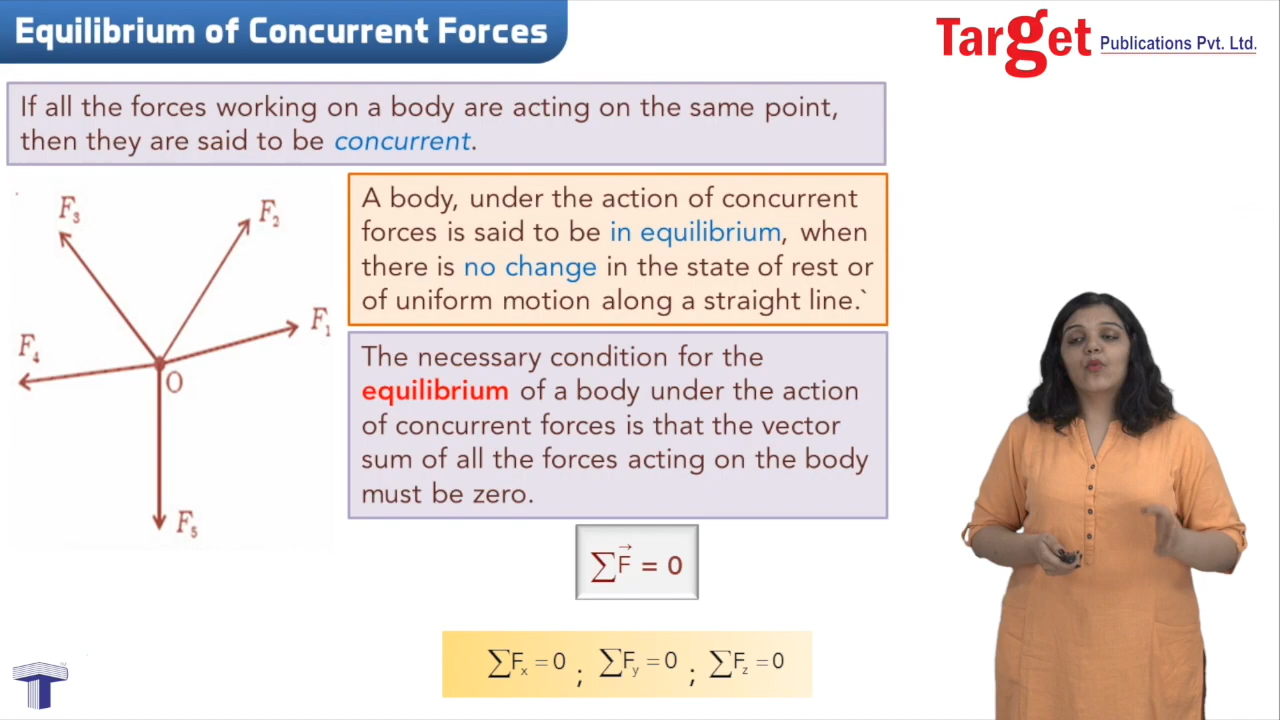 Equilibrium of Concurrent Forces
Target Publications Pvt. Ltd.
If all the forces working on a body are acting on the same point,
then they are said to be concurrent.
F₃
F₂
F₁
F₄
O
F₅
A body, under the action of concurrent
forces is said to be in equilibrium, when
there is no change in the state of rest or
of uniform motion along a straight line.`
The necessary condition for the
equilibrium of a body under the action
of concurrent forces is that the vector
sum of all the forces acting on the body
must be zero.
∑F⃗ = 0
∑Fₓ = 0 ; ∑Fᵧ = 0 ; ∑F_z = 0